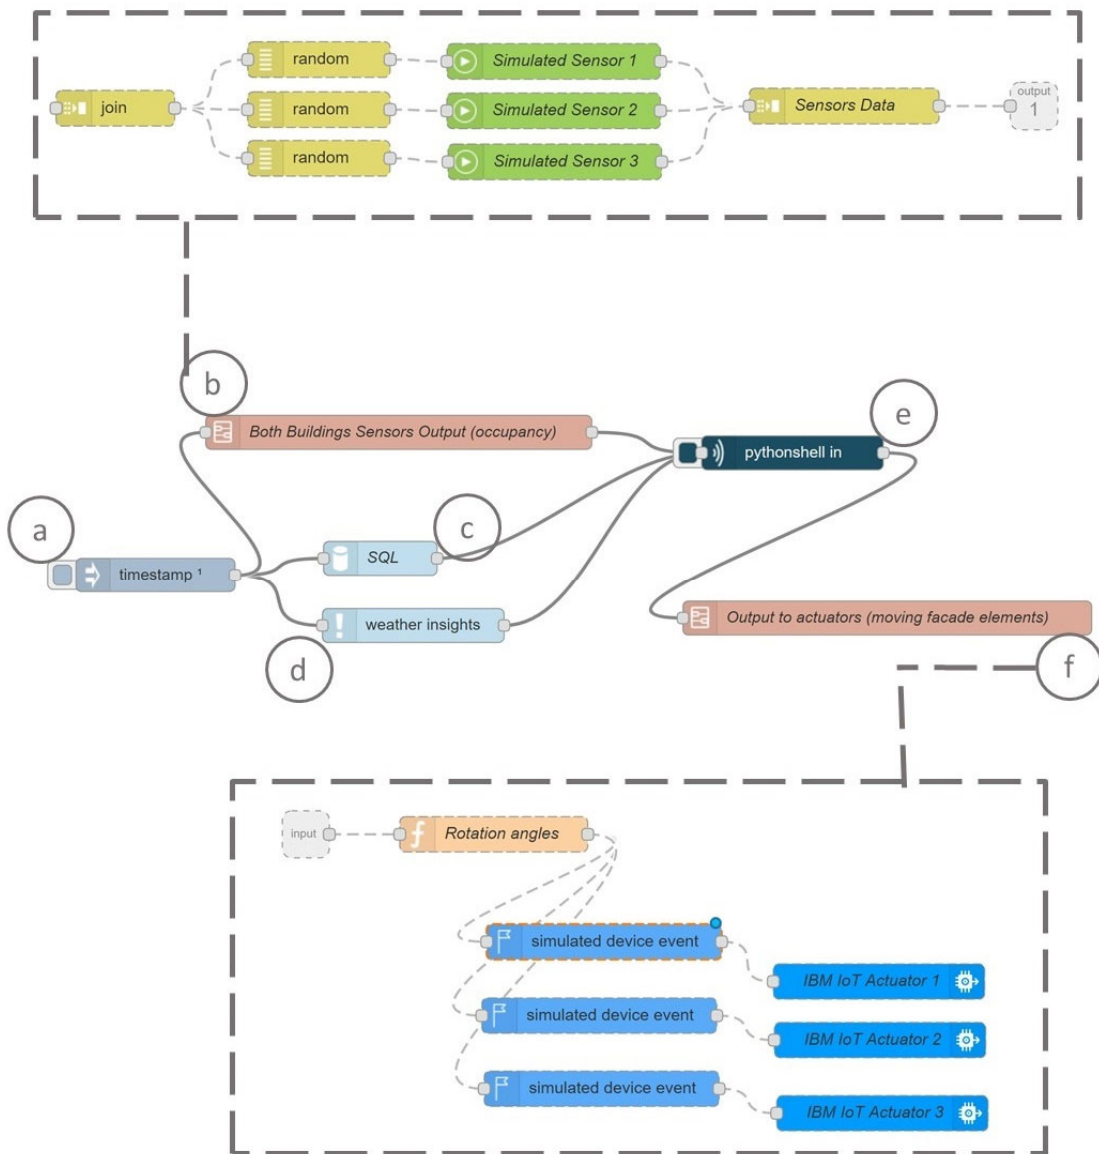 random
Simulated Sensor 1
output
1
join
random
Simulated Sensor 2
Sensors Data
random
Simulated Sensor 3
b
Both Buildings Sensors Output (occupancy)
e
pythonshell in
a
c
SQL
timestamp ¹
weather insights
Output to actuators (moving facade elements)
d
f
input
Rotation angles
simulated device event
IBM IoT Actuator 1
simulated device event
IBM IoT Actuator 2
simulated device event
IBM IoT Actuator 3